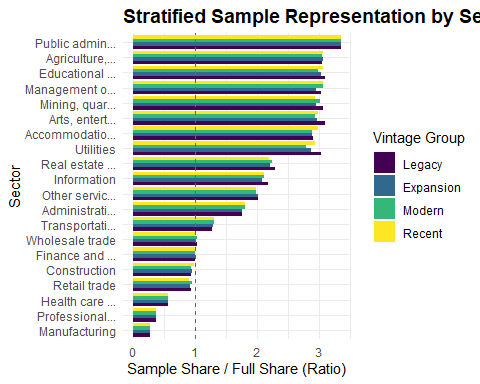 Stratified Sample Representation by Se
Public admin...
Agriculture,...
Educational ...
Management o...
Mining, quar...
Arts, entert...
Accommodatio...
Utilities
Real estate ...
Information
Other servic...
Administrati...
Transportati...
Wholesale trade
Finance and ...
Construction
Retail trade
Health care ...
Professional...
Manufacturing
Sector
0 1 2 3
Sample Share / Full Share (Ratio)
Vintage Group
Legacy
Expansion
Modern
Recent